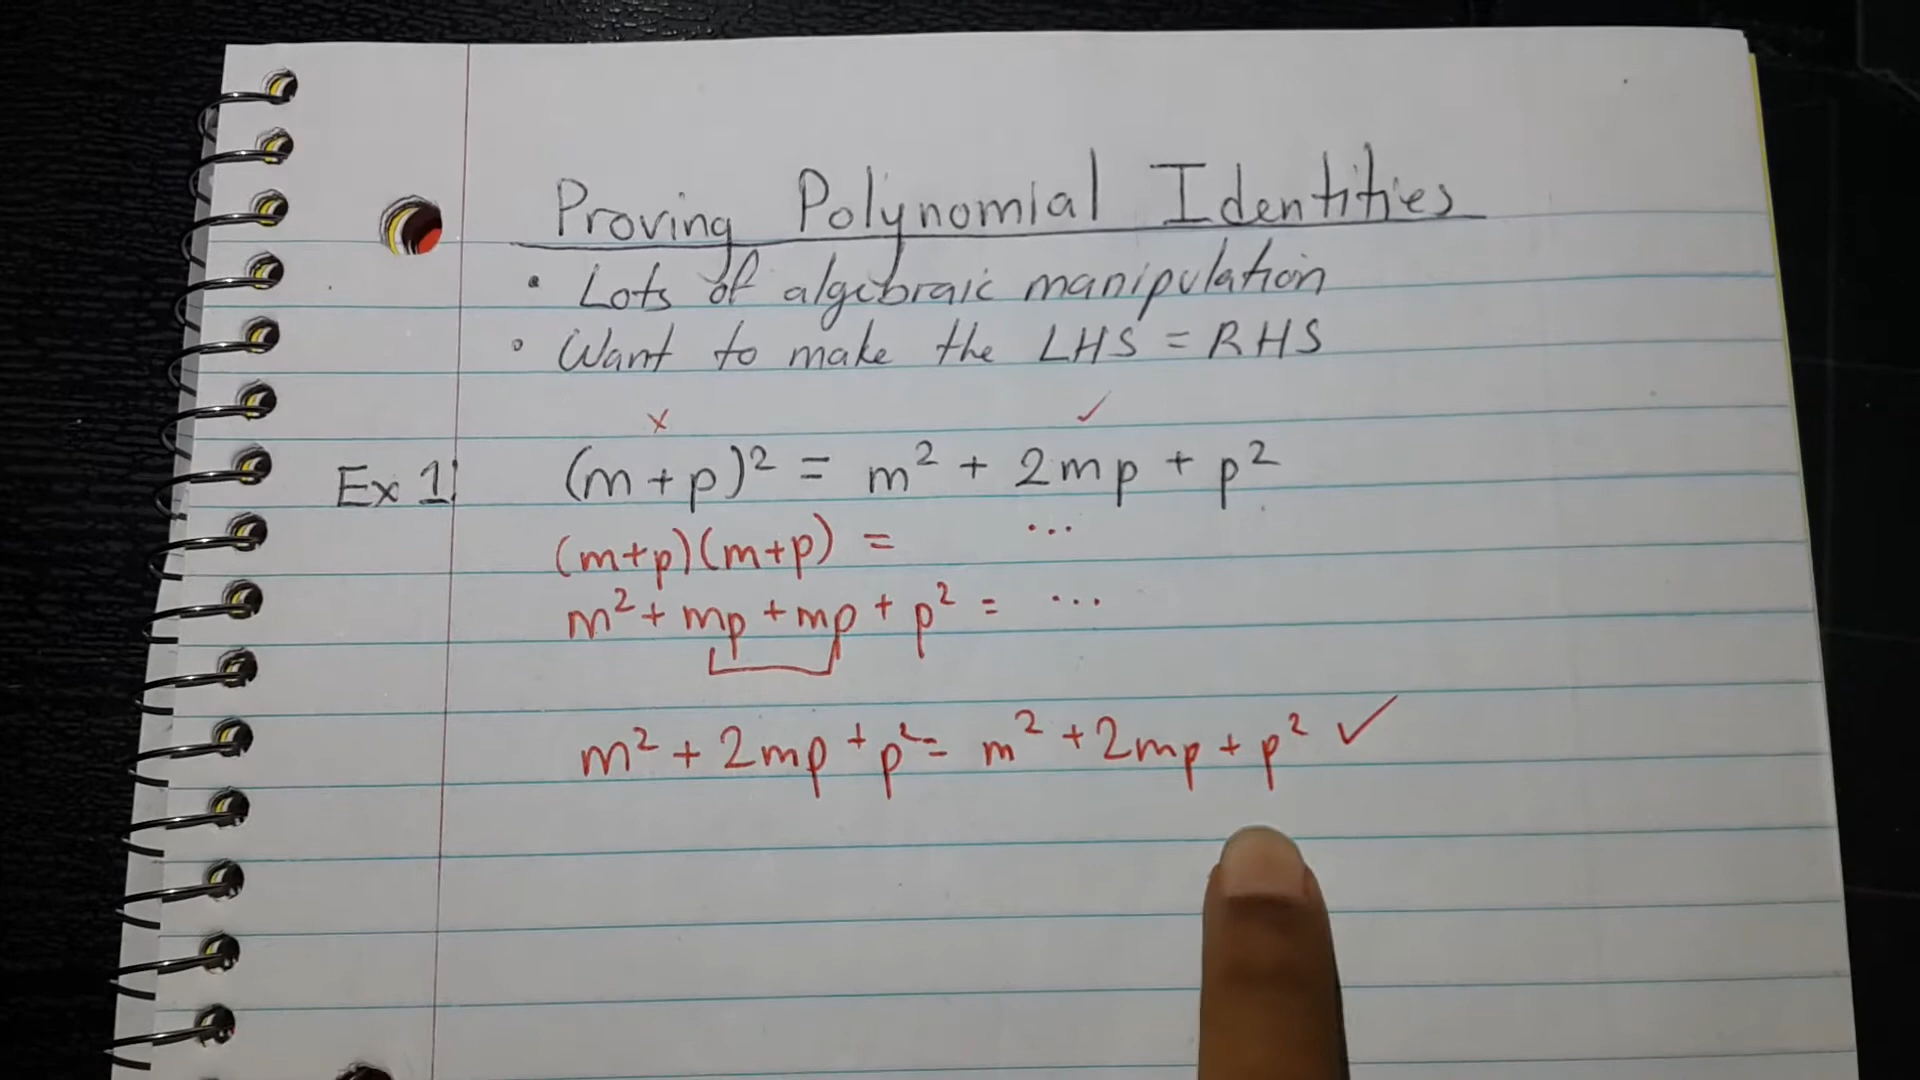 Proving Polynomial Identities
• Lots of algebraic manipulation
• Want to make the LHS = RHS
x ✓
Ex 1: (m+p)² = m² + 2mp + p²
(m+p)(m+p) = ...
m² + mp + mp + p² = ...
m² + 2mp + p² = m² + 2mp + p² ✓